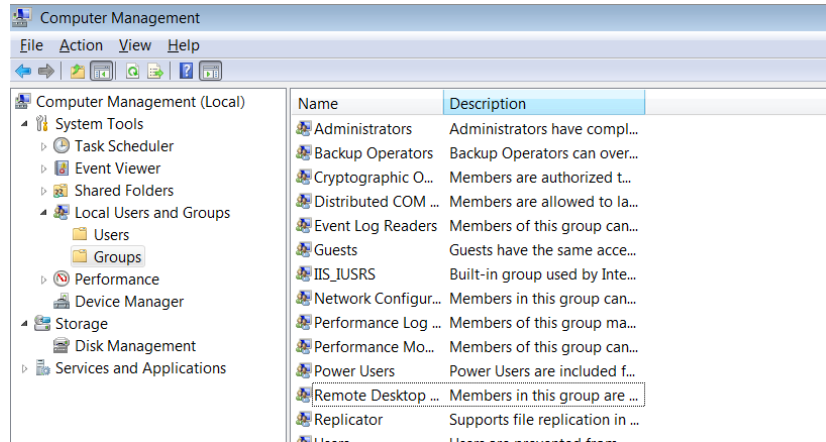 Computer Management
File Action View Help
Computer Management (Local)
System Tools
Task Scheduler
Event Viewer
Shared Folders
Local Users and Groups
Users
Groups
Performance
Device Manager
Storage
Disk Management
Services and Applications
Name Description
Administrators Administrators have compl...
Backup Operators Backup Operators can over...
Cryptographic O... Members are authorized t...
Distributed COM ... Members are allowed to la...
Event Log Readers Members of this group can...
Guests Guests have the same acce...
IIS_IUSRS Built-in group used by Inte...
Network Configur... Members in this group can...
Performance Log ... Members of this group ma...
Performance Mo... Members of this group can...
Power Users Power Users are included f...
Remote Desktop ... Members in this group are ...
Replicator Supports file replication in ...